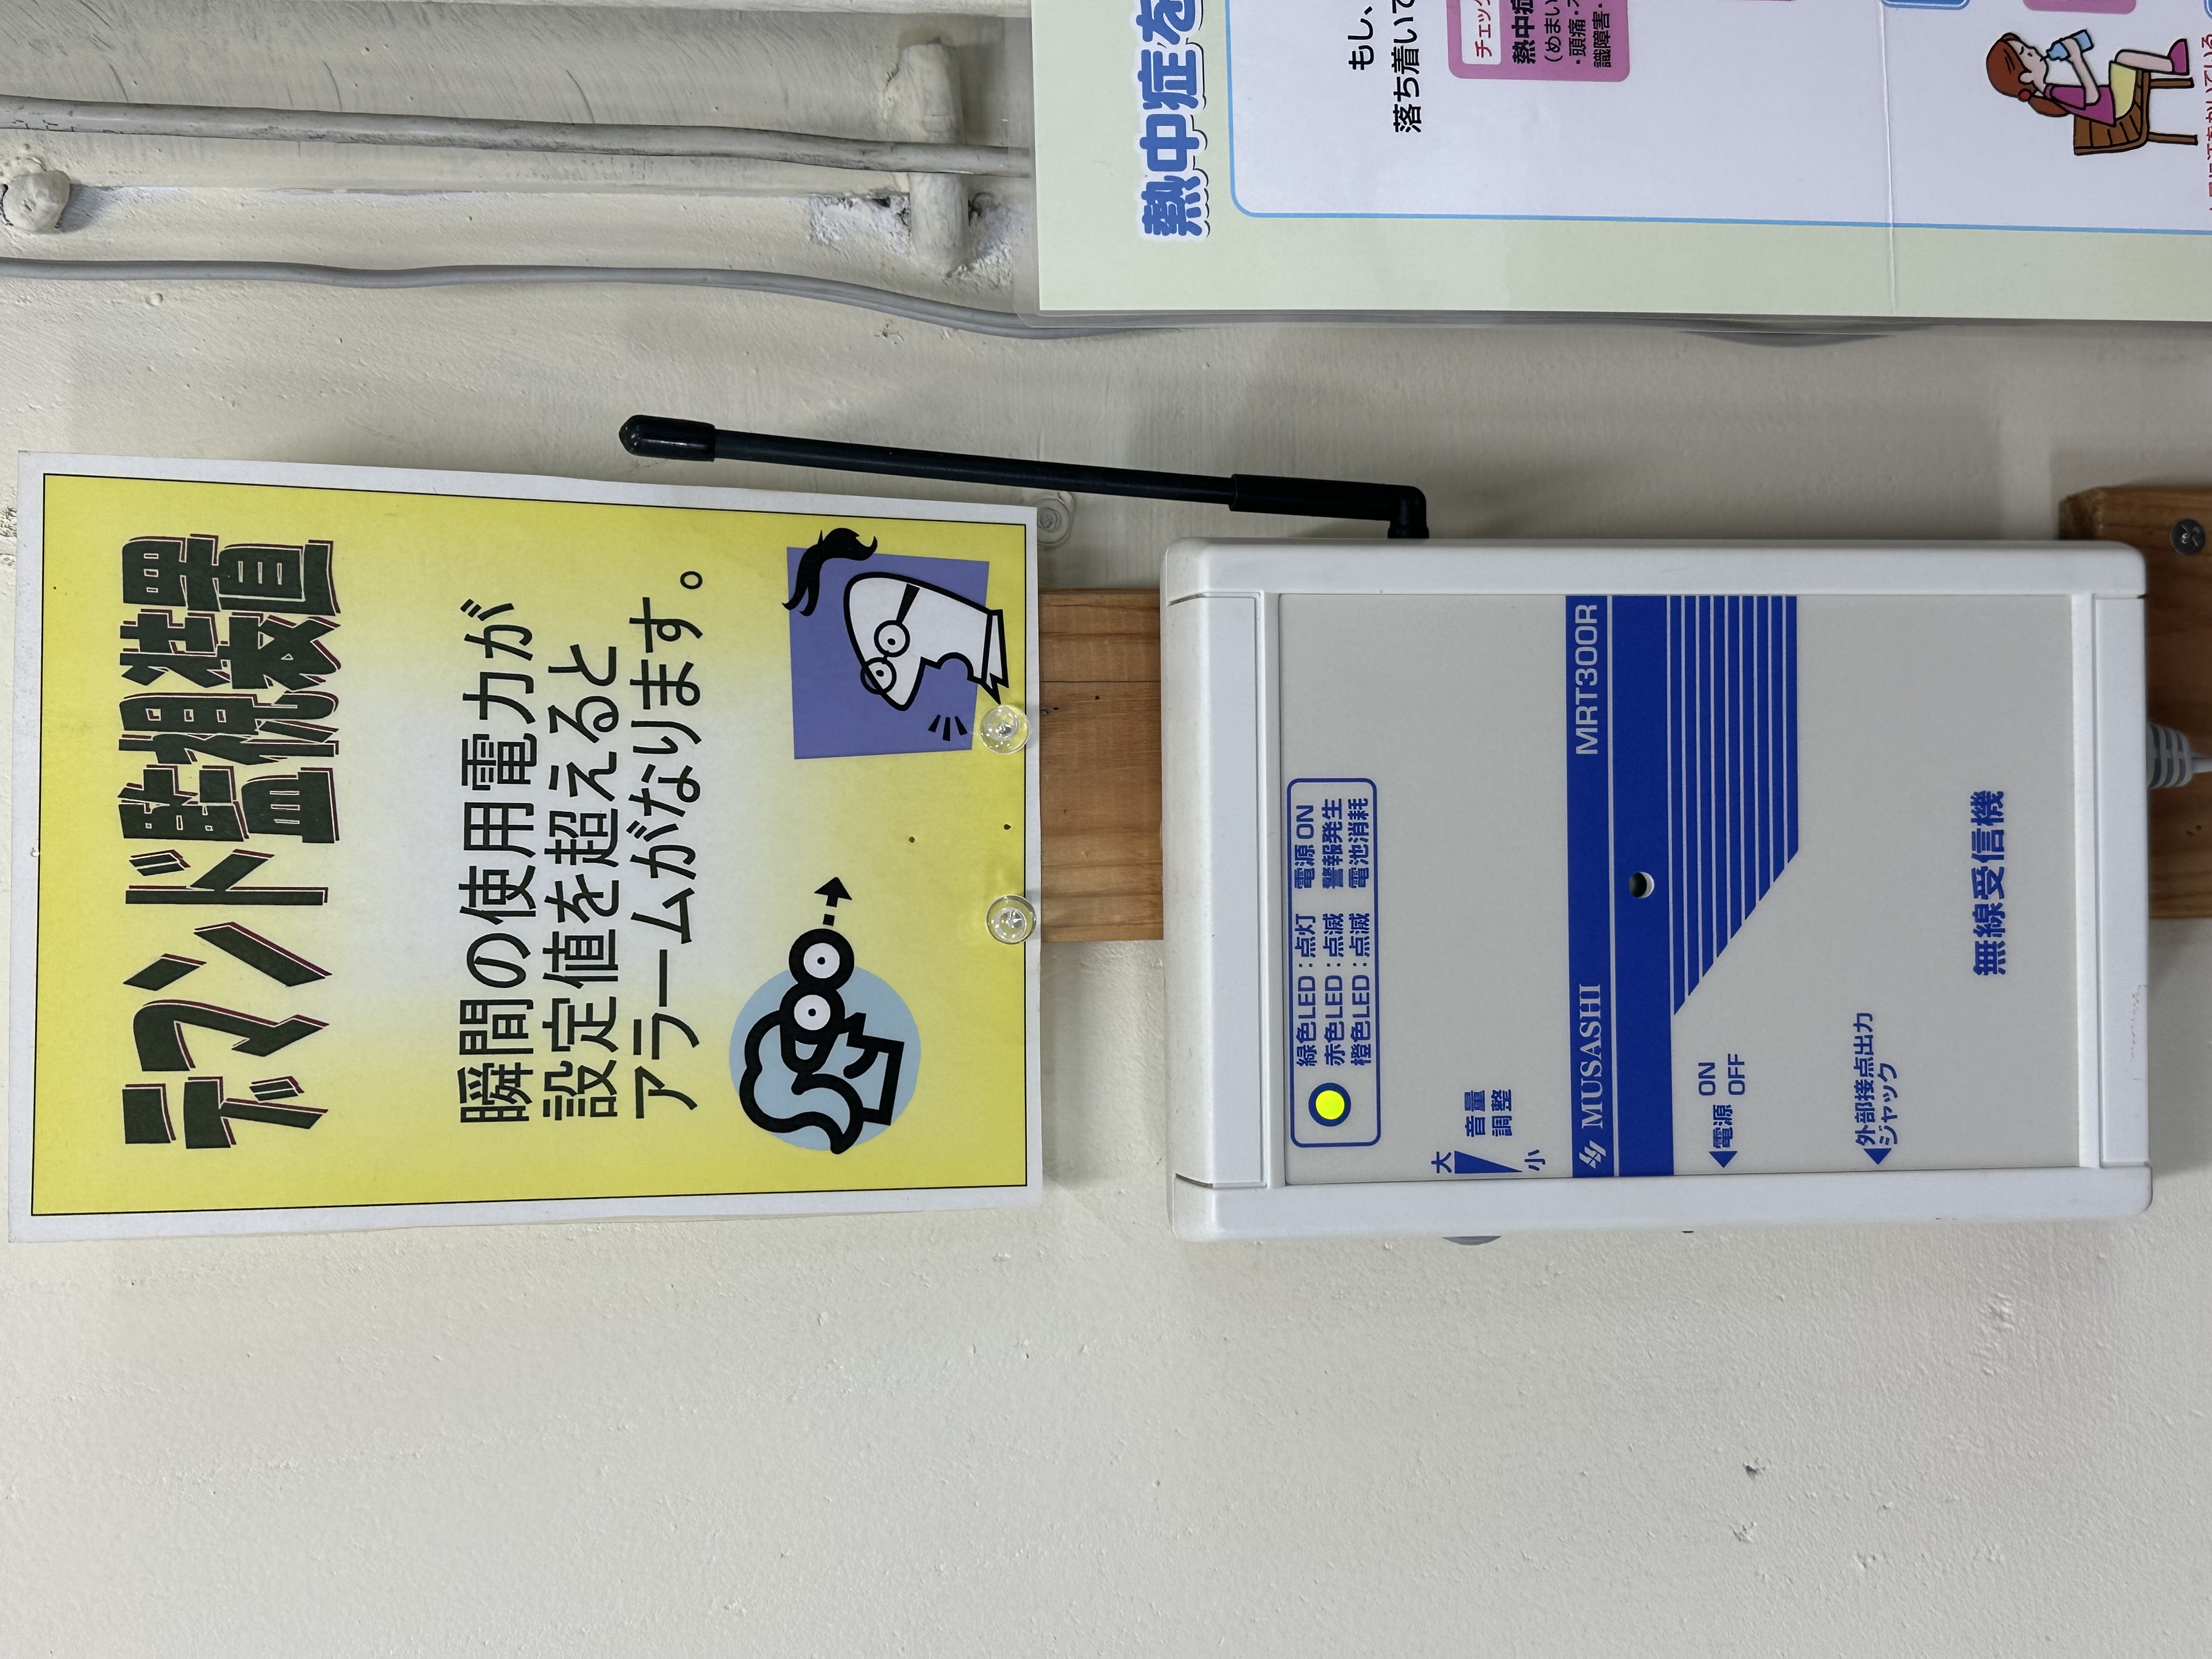 デマンド監視装置
瞬間の使用電力が
設定値を超えると
アラームがなります。
緑色LED：点灯 電源 ON
赤色LED：点滅 警報発生
橙色LED：点滅 電池消耗
大
音量
調整
小
MUSASHI MRT300R
電源 ON
OFF
外部接点出力
ジャック
無線受信機
熱中症を
もし、
落ち着いて
チェック
熱中症
(めまい
・頭痛・
識障害・